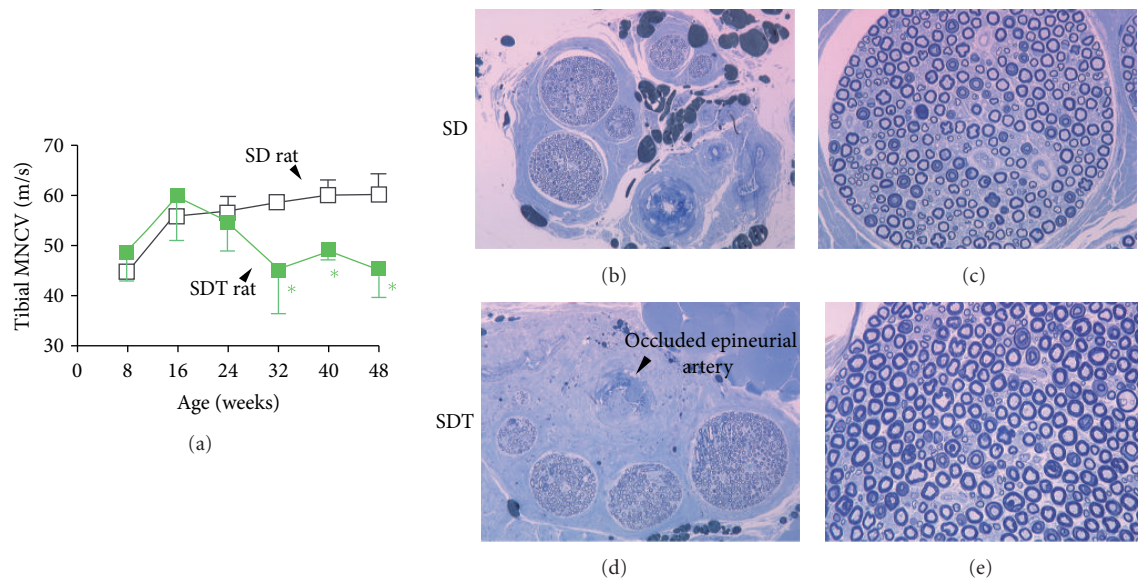 70
60
50
40
30
Tibial MNCV (m/s)
SD rat
SDT rat
*
*
*
0
8
16
24
32
40
48
Age (weeks)
(a)
SD
(b)
(c)
SDT
Occluded epineurial
artery
(d)
(e)